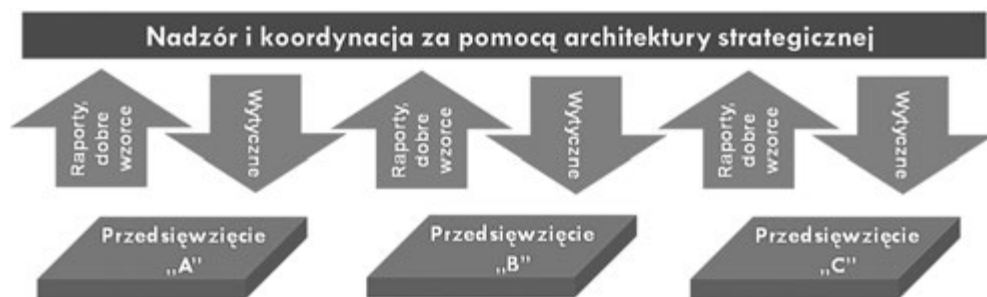 Nadzór i koordynacja za pomocą architektury strategicznej
Raporty,
dobre
wzorce
Wytyczne
Raporty,
dobre
wzorce
Wytyczne
Raporty,
dobre
wzorce
Wytyczne
Przedsięwzięcie
„A”
Przedsięwzięcie
„B”
Przedsięwzięcie
„C”